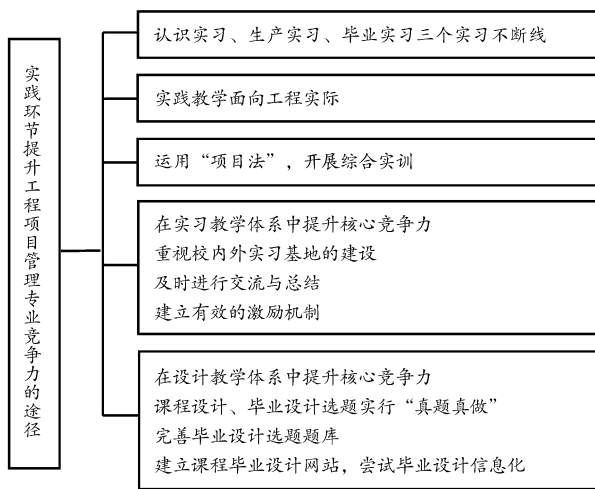 实践环节提升工程项目管理专业竞争力的途径
认识实习、生产实习、毕业实习三个实习不断线
实践教学面向工程实际
运用“项目法”，开展综合实训
在实习教学体系中提升核心竞争力
重视校内外实习基地的建设
及时进行交流与总结
建立有效的激励机制
在设计教学体系中提升核心竞争力
课程设计、毕业设计选题实行“真题真做”
完善毕业设计选题题库
建立课程毕业设计网站，尝试毕业设计信息化